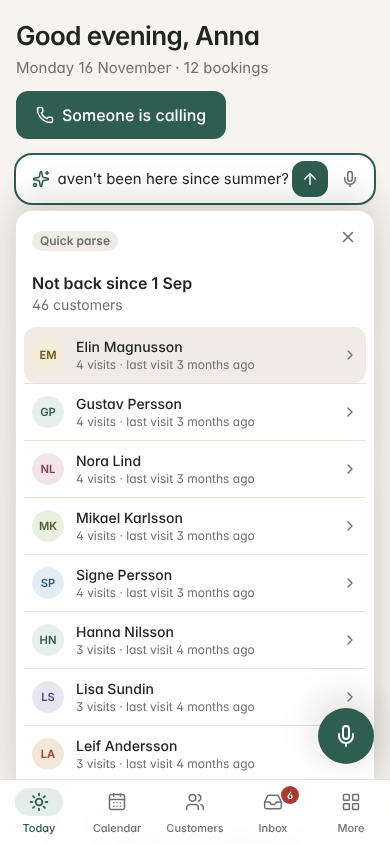 Good evening, Anna
Monday 16 November · 12 bookings
Someone is calling
aven't been here since summer?
Quick parse
Not back since 1 Sep
46 customers
EM
Elin Magnusson
4 visits · last visit 3 months ago
GP
Gustav Persson
4 visits · last visit 3 months ago
NL
Nora Lind
4 visits · last visit 3 months ago
MK
Mikael Karlsson
4 visits · last visit 3 months ago
SP
Signe Persson
4 visits · last visit 3 months ago
HN
Hanna Nilsson
3 visits · last visit 4 months ago
LS
Lisa Sundin
3 visits · last visit 4 months ago
LA
Leif Andersson
3 visits · last visit 4 months ago
6
Today
Calendar
Customers
Inbox
More